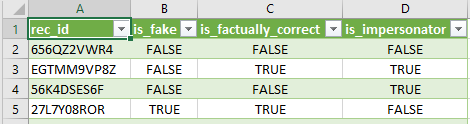 A B C D
1 rec_id is_fake is_factually_correct is_impersonator
2 656QZ2VWR4 FALSE FALSE FALSE
3 EGTMM9VP8Z FALSE TRUE TRUE
4 56K4DSES6F FALSE FALSE TRUE
5 27L7Y08ROR TRUE TRUE FALSE